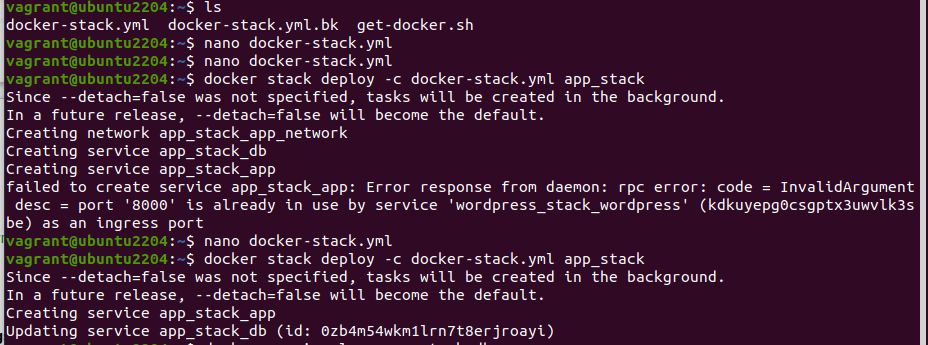 vagrant@ubuntu2204:~$ ls
docker-stack.yml  docker-stack.yml.bk  get-docker.sh
vagrant@ubuntu2204:~$ nano docker-stack.yml
vagrant@ubuntu2204:~$ nano docker-stack.yml
vagrant@ubuntu2204:~$ docker stack deploy -c docker-stack.yml app_stack
Since --detach=false was not specified, tasks will be created in the background.
In a future release, --detach=false will become the default.
Creating network app_stack_app_network
Creating service app_stack_db
Creating service app_stack_app
failed to create service app_stack_app: Error response from daemon: rpc error: code = InvalidArgument
 desc = port '8000' is already in use by service 'wordpress_stack_wordpress' (kdkuyepg0csgptx3uwvlk3s
be) as an ingress port
vagrant@ubuntu2204:~$ nano docker-stack.yml
vagrant@ubuntu2204:~$ docker stack deploy -c docker-stack.yml app_stack
Since --detach=false was not specified, tasks will be created in the background.
In a future release, --detach=false will become the default.
Creating service app_stack_app
Updating service app_stack_db (id: 0zb4m54wkm1lrn7t8erjroayi)